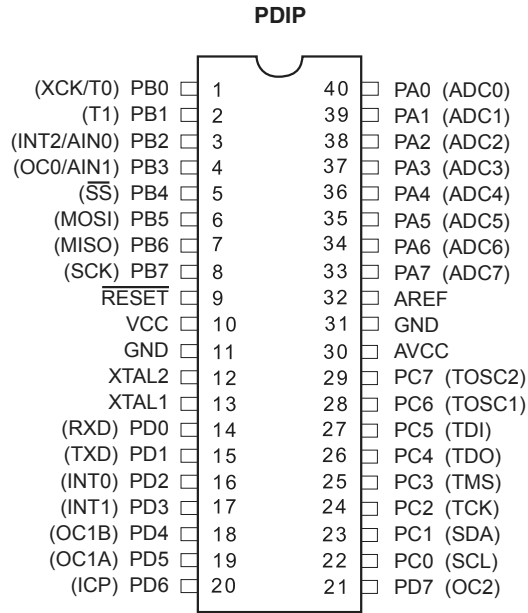 PDIP
(XCK/T0) PB0 1 40 PA0 (ADC0)
(T1) PB1 2 39 PA1 (ADC1)
(INT2/AIN0) PB2 3 38 PA2 (ADC2)
(OC0/AIN1) PB3 4 37 PA3 (ADC3)
(S̅S̅) PB4 5 36 PA4 (ADC4)
(MOSI) PB5 6 35 PA5 (ADC5)
(MISO) PB6 7 34 PA6 (ADC6)
(SCK) PB7 8 33 PA7 (ADC7)
R̅E̅S̅E̅T̅ 9 32 AREF
VCC 10 31 GND
GND 11 30 AVCC
XTAL2 12 29 PC7 (TOSC2)
XTAL1 13 28 PC6 (TOSC1)
(RXD) PD0 14 27 PC5 (TDI)
(TXD) PD1 15 26 PC4 (TDO)
(INT0) PD2 16 25 PC3 (TMS)
(INT1) PD3 17 24 PC2 (TCK)
(OC1B) PD4 18 23 PC1 (SDA)
(OC1A) PD5 19 22 PC0 (SCL)
(ICP) PD6 20 21 PD7 (OC2)